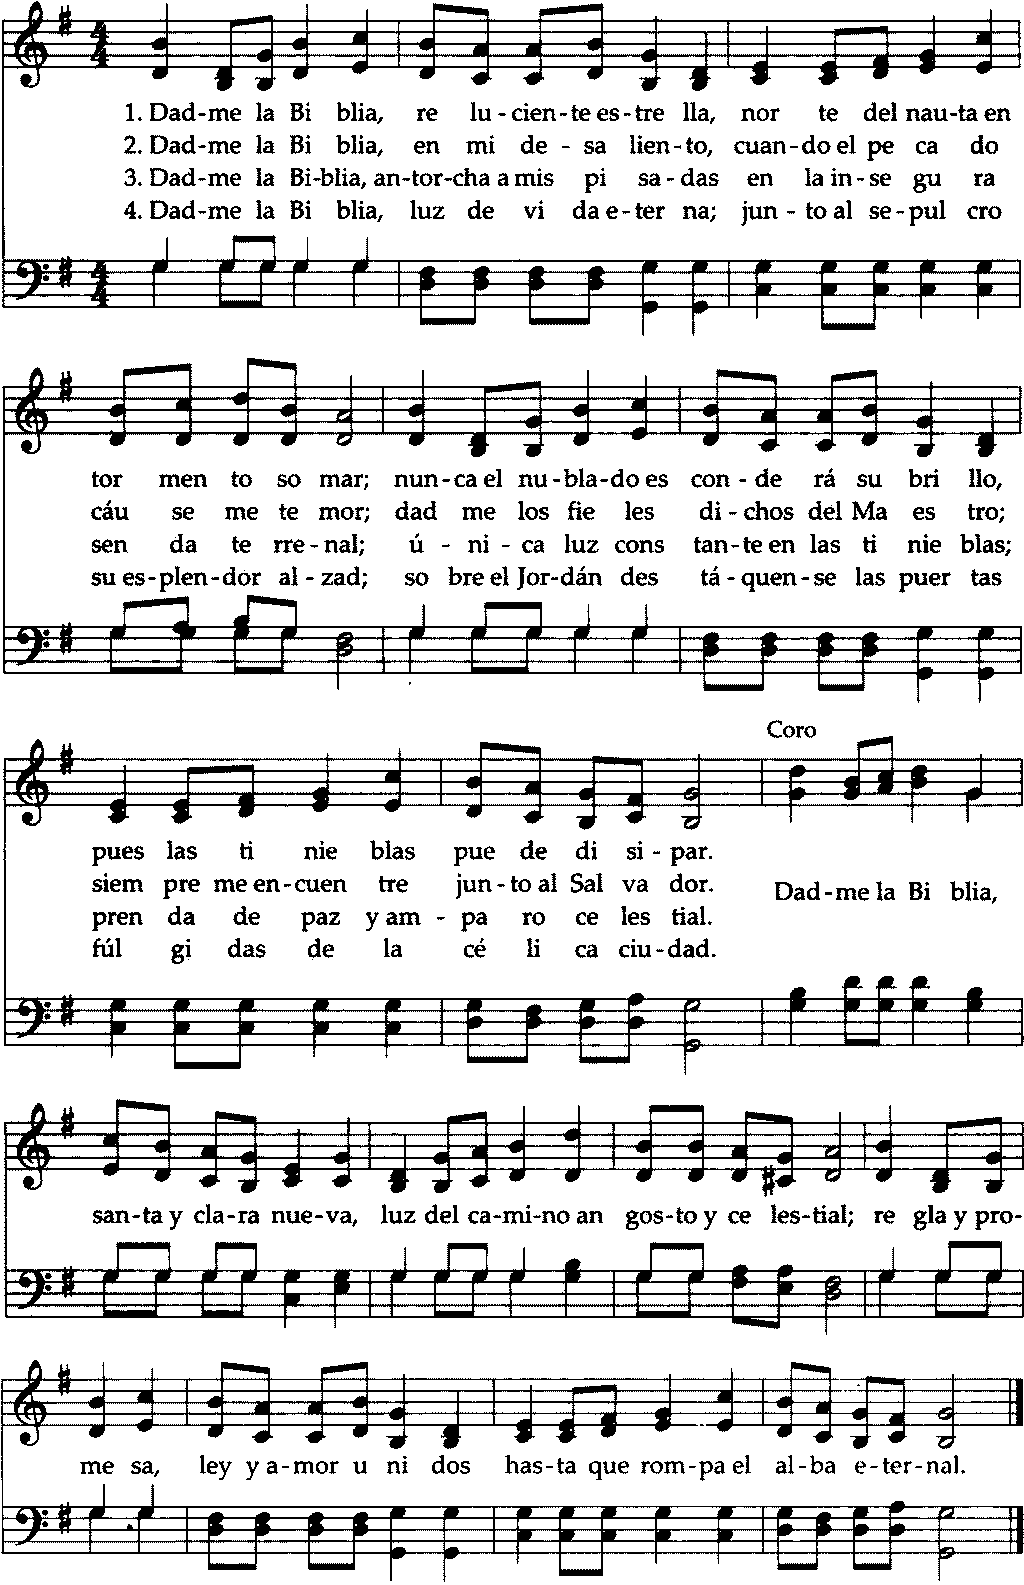 1. Dad-me la Bi blia, re lu-cien-te es-tre lla, nor te del nau-ta en
2. Dad-me la Bi blia, en mi de-sa lien-to, cuan-do el pe ca do
3. Dad-me la Bi-blia, an-tor-cha a mis pi sa-das en la in-se gu ra
4. Dad-me la Bi blia, luz de vi da e-ter na; jun-to al se-pul cro
tor men to so mar; nun-ca el nu-bla-do es con-de rá su bri llo,
cáu se me te mor; dad me los fie les di-chos del Ma es tro;
sen da te rre-nal; ú-ni-ca luz cons tan-te en las ti nie blas;
su es-plen-dor al-zad; so bre el Jor-dán des tá-quen-se las puer tas
Coro
pues las ti nie blas pue de di si-par.
siem pre me en-cuen tre jun-to al Sal va dor.
Dad-me la Bi blia,
pren da de paz y am-pa ro ce les tial.
fúl gi das de la cé li ca ciu-dad.
san-ta y cla-ra nue-va, luz del ca-mi-no an gos-to y ce les-tial; re gla y pro-
me sa, ley y a-mor u ni dos has-ta que rom-pa el al-ba e-ter-nal.